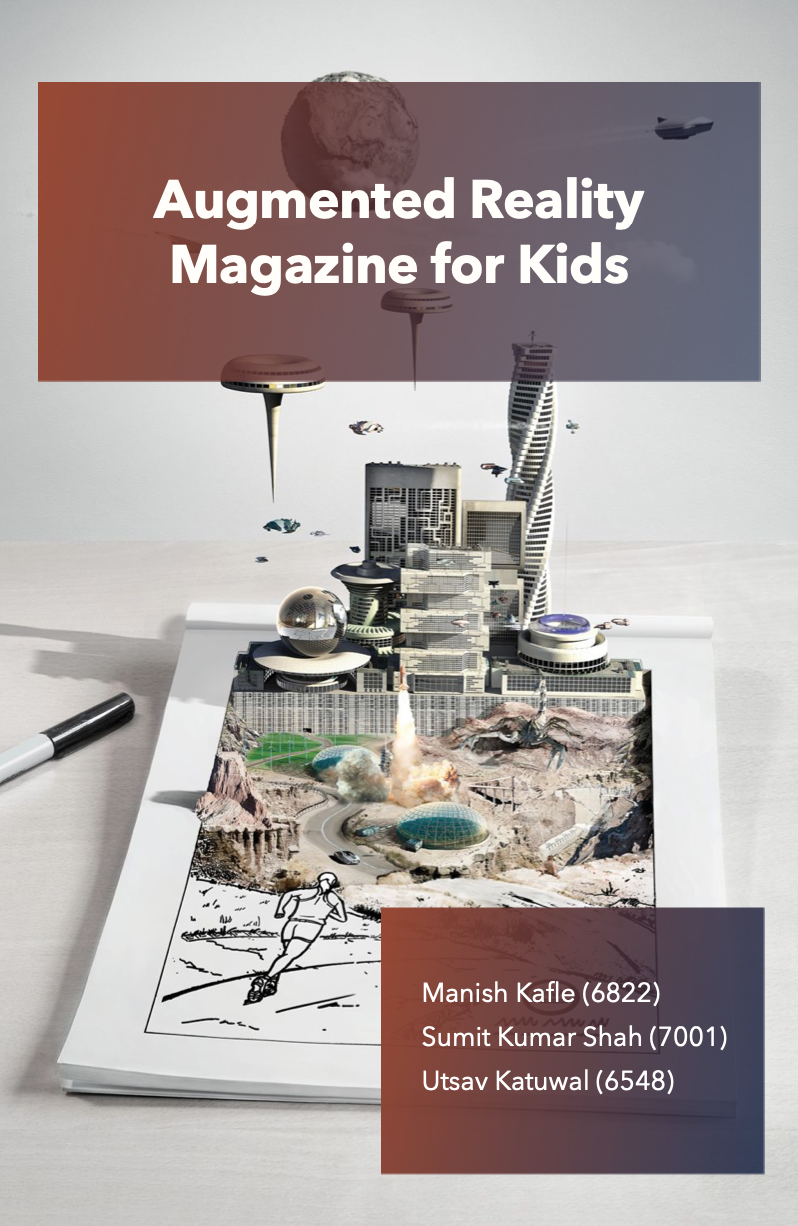 Augmented Reality
Magazine for Kids
Manish Kafle (6822)
Sumit Kumar Shah (7001)
Utsav Katuwal (6548)